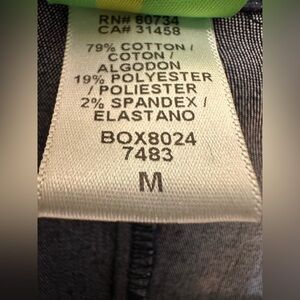 RN# 60734
CA# 31458
79% COTTON /
COTON /
ALGODON
19% POLYESTER
/ POLIESTER
2% SPANDEX /
ELASTANO
BOX8024
7483
M